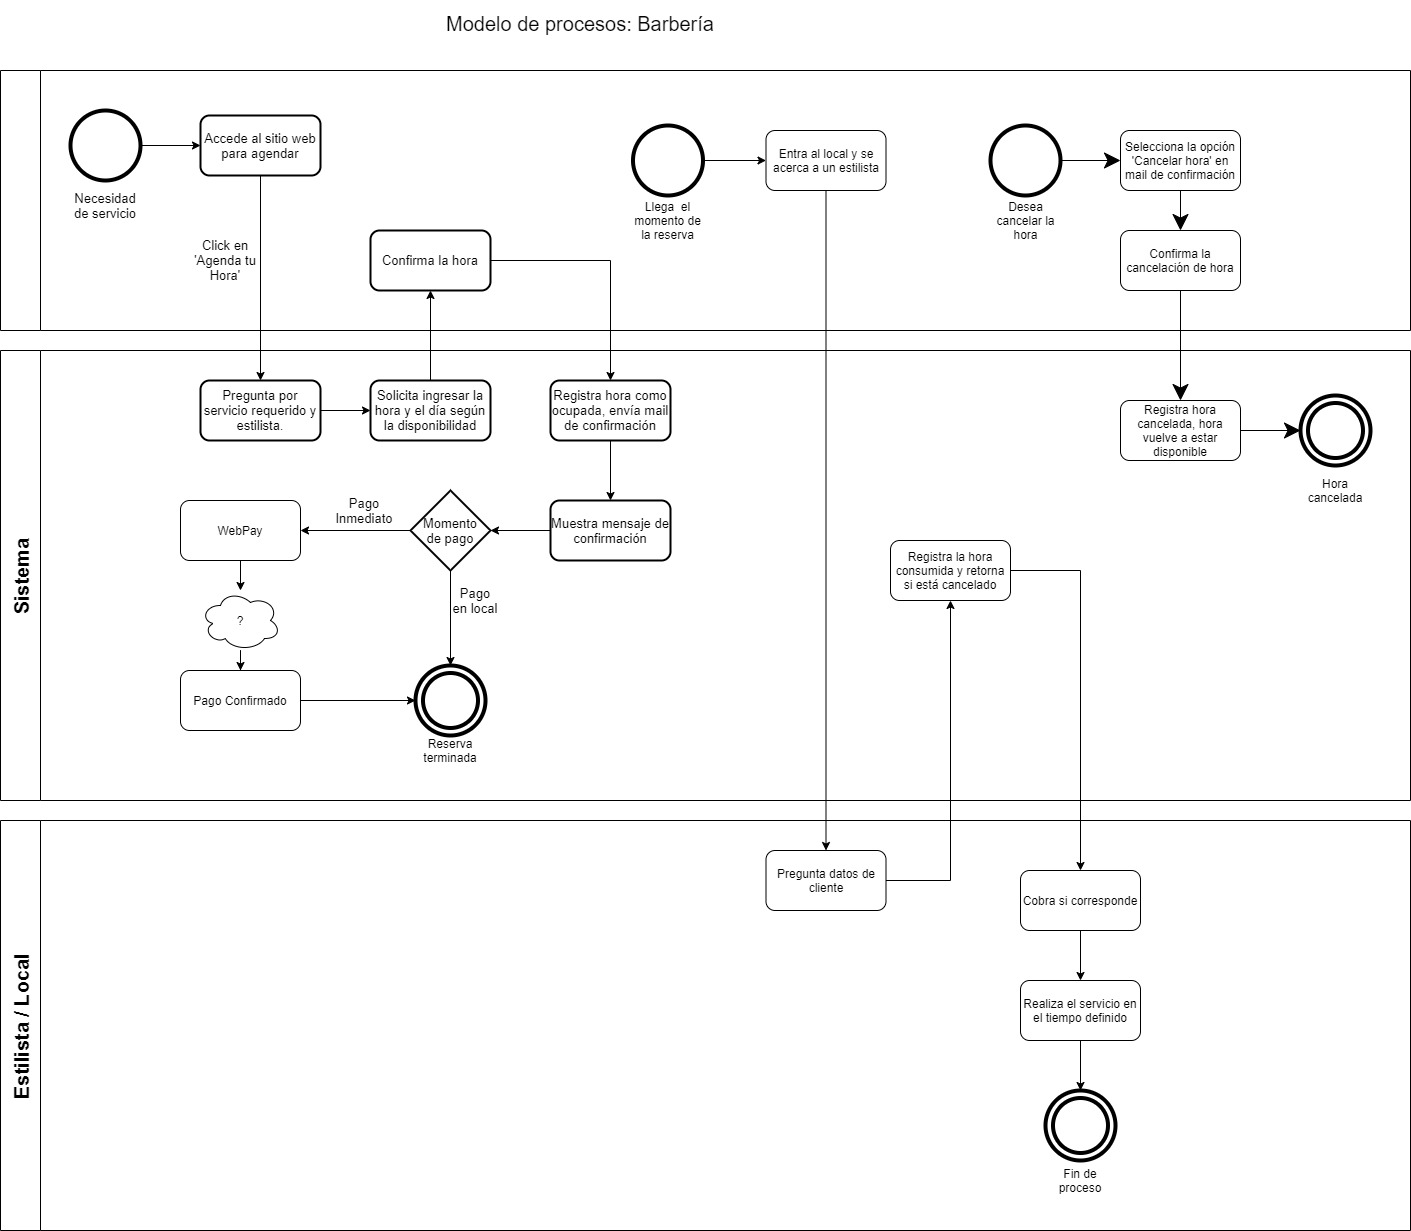 Modelo de procesos: Barbería
Necesidad
de servicio
Accede al sitio web
para agendar
Click en
'Agenda tu
Hora'
Confirma la hora
Llega el
momento de
la reserva
Entra al local y se
acerca a un estilista
Desea
cancelar la
hora
Selecciona la opción
'Cancelar hora' en
mail de confirmación
Confirma la
cancelación de hora
Sistema
Pregunta por
servicio requerido y
estilista.
Solicita ingresar la
hora y el día según
la disponibilidad
Registra hora como
ocupada, envía mail
de confirmación
Registra hora
cancelada, hora
vuelve a estar
disponible
Hora
cancelada
WebPay
Pago
Inmediato
Momento
de pago
Muestra mensaje de
confirmación
Pago
en local
?
Pago Confirmado
Reserva
terminada
Registra la hora
consumida y retorna
si está cancelado
Estilista / Local
Pregunta datos de
cliente
Cobra si corresponde
Realiza el servicio en
el tiempo definido
Fin de
proceso